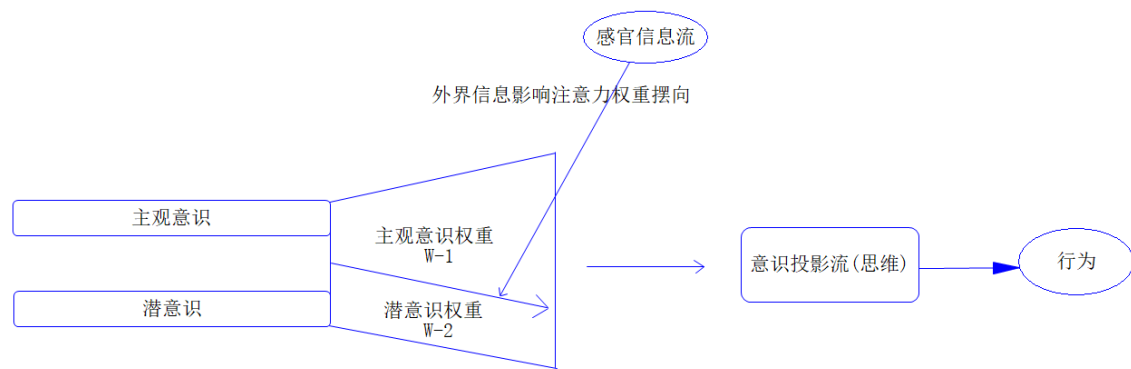 感官信息流
外界信息影响注意力权重摆向
主观意识
主观意识权重
W-1
潜意识
潜意识权重
W-2
意识投影流(思维)
行为